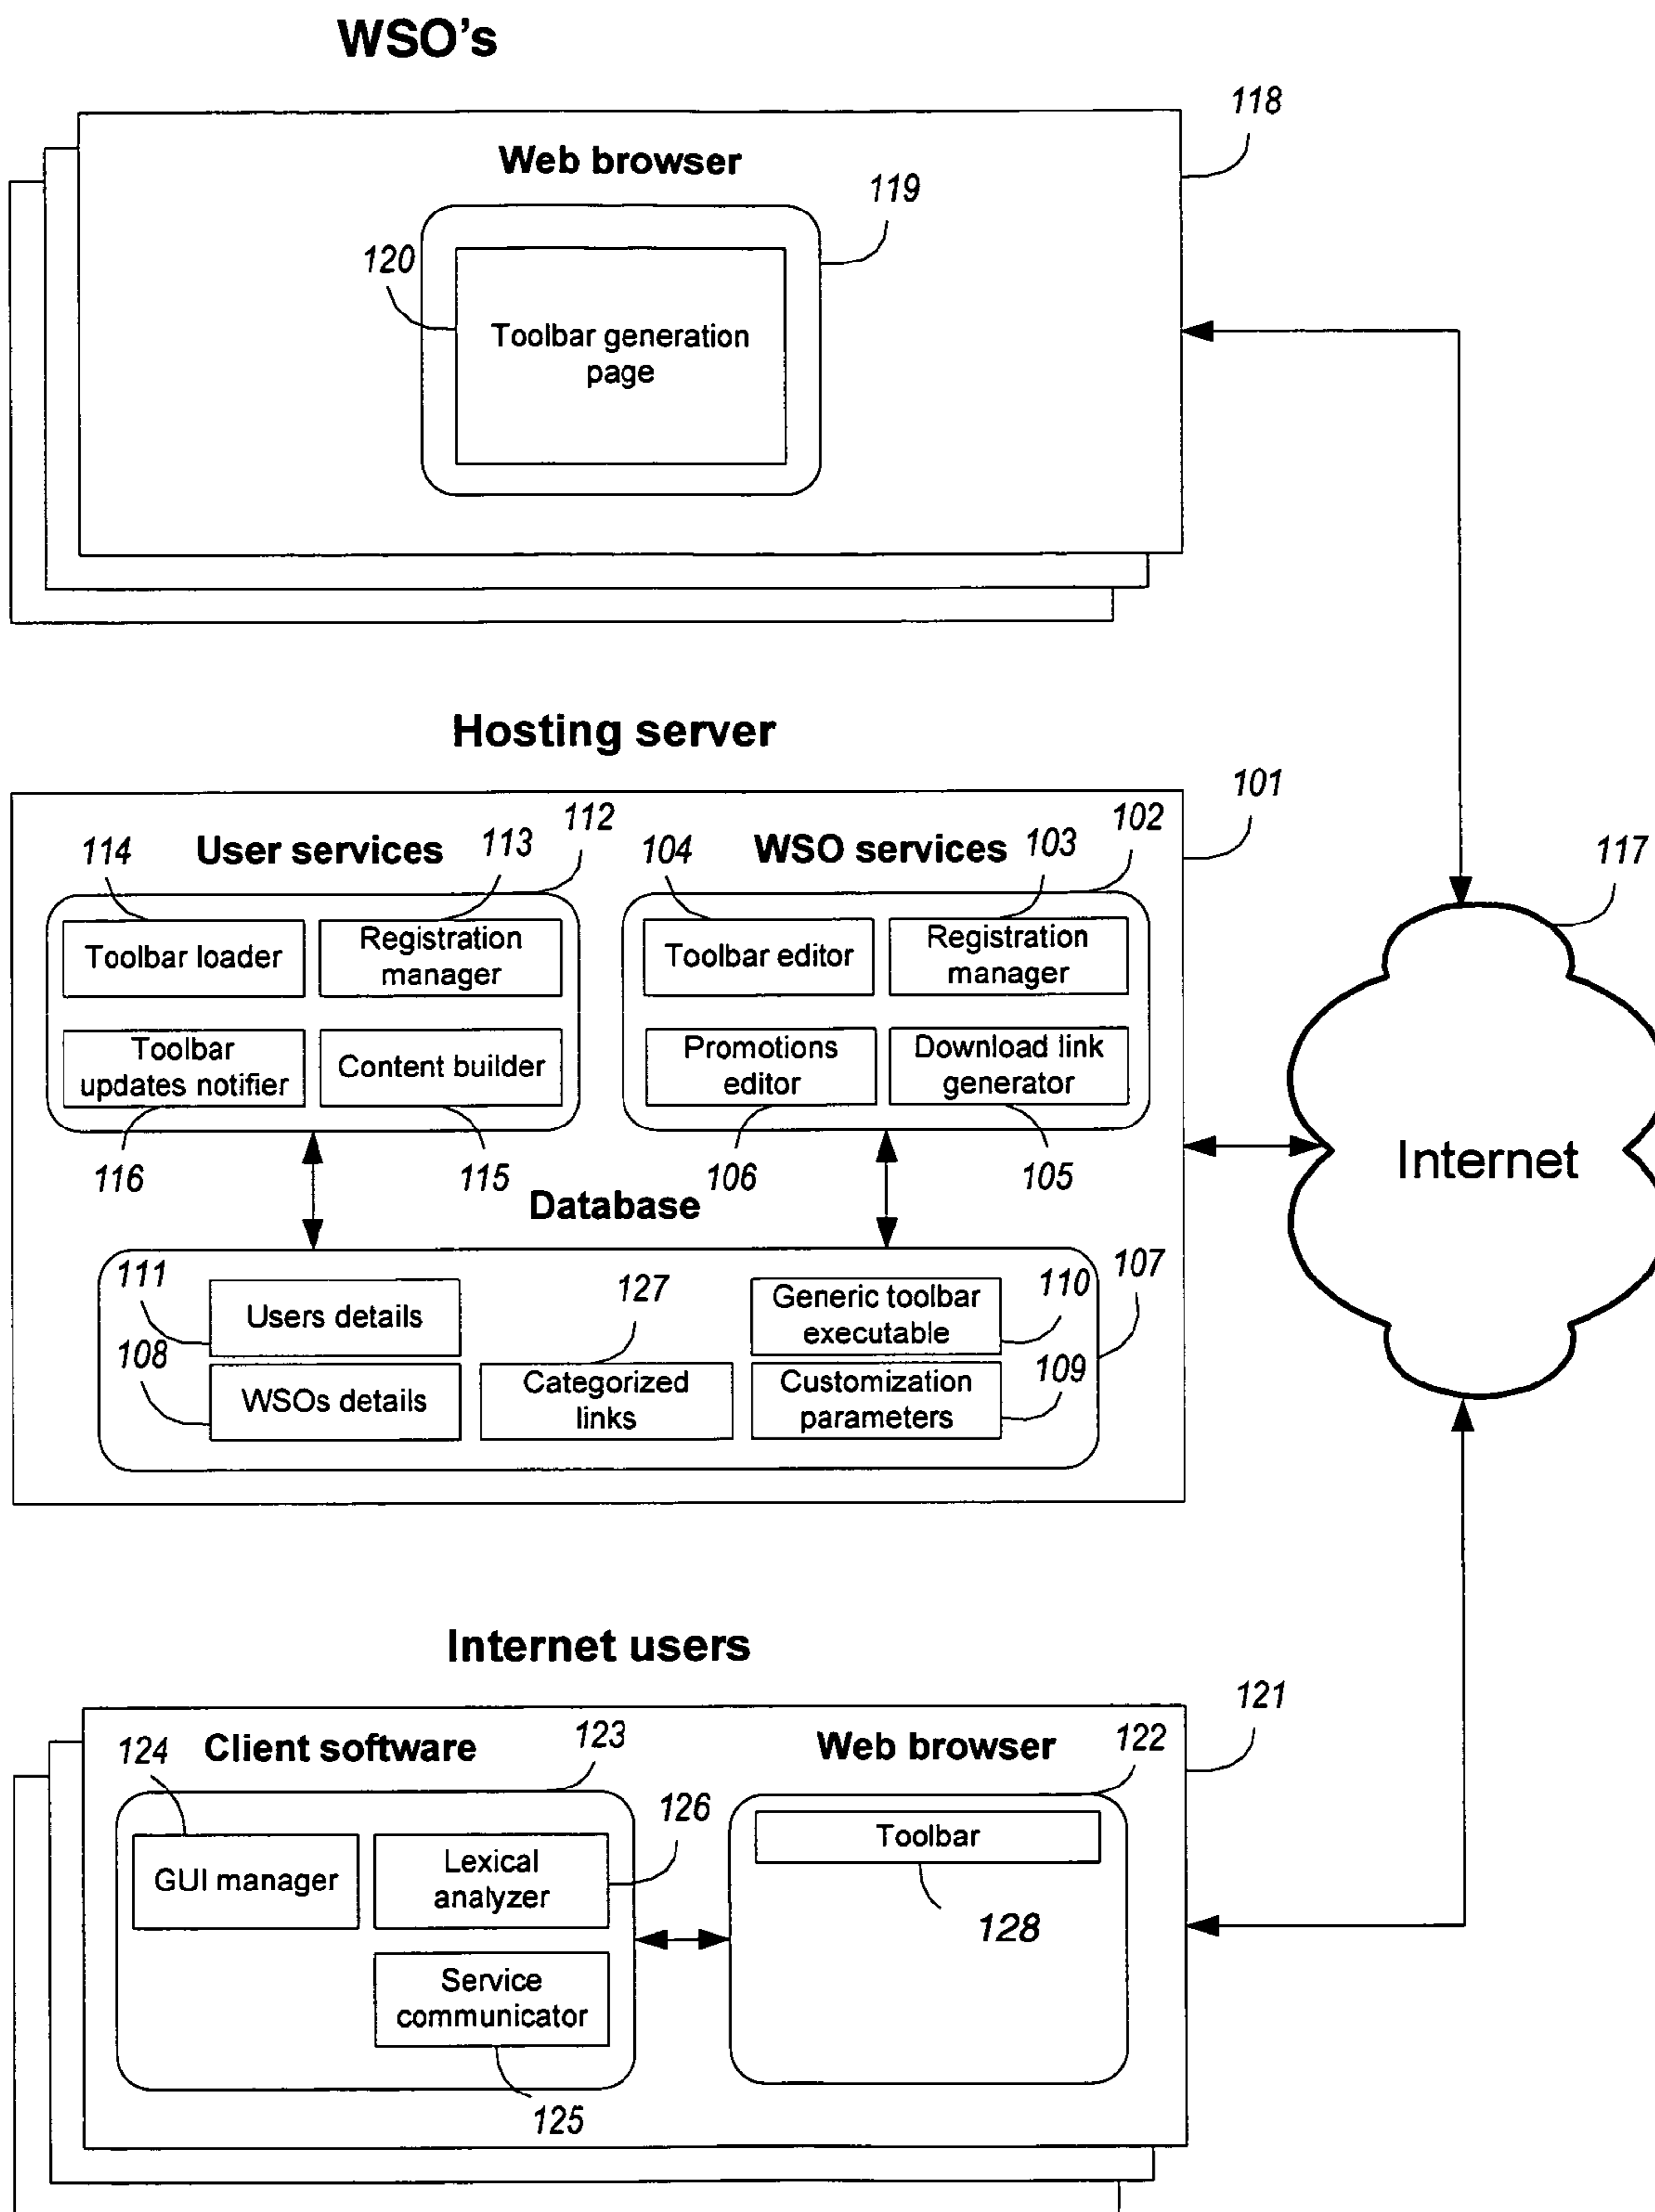 WSO's
118
Web browser
119
120
Toolbar generation
page
Hosting server
101
112
102
114
User services
113
104
WSO services
103
117
Toolbar loader
Registration
manager
Toolbar editor
Registration
manager
Toolbar
updates notifier
Content builder
Promotions
editor
Download link
generator
Internet
116
115
106
105
Database
111
127
110
107
Users details
Generic toolbar
executable
108
109
WSOs details
Categorized
links
Customization
parameters
Internet users
121
124
Client software
123
Web browser
122
126
Toolbar
GUI manager
Lexical
analyzer
128
Service
communicator
125